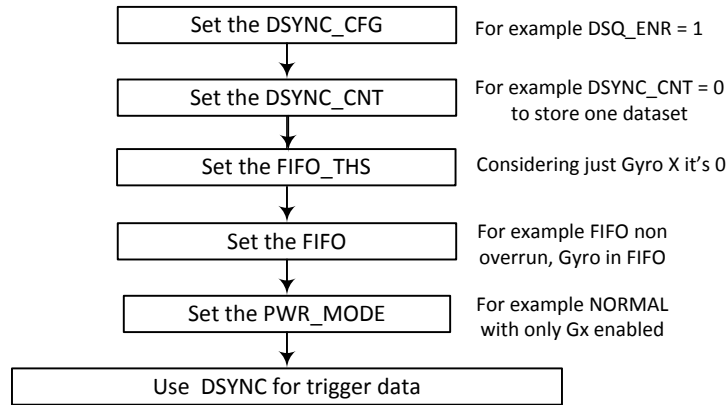 Set the DSYNC_CFG
For example DSQ_ENR = 1
Set the DSYNC_CNT
For example DSYNC_CNT = 0
to store one dataset
Set the FIFO_THS
Considering just Gyro X it's 0
Set the FIFO
For example FIFO non
overrun, Gyro in FIFO
Set the PWR_MODE
For example NORMAL
with only Gx enabled
Use DSYNC for trigger data